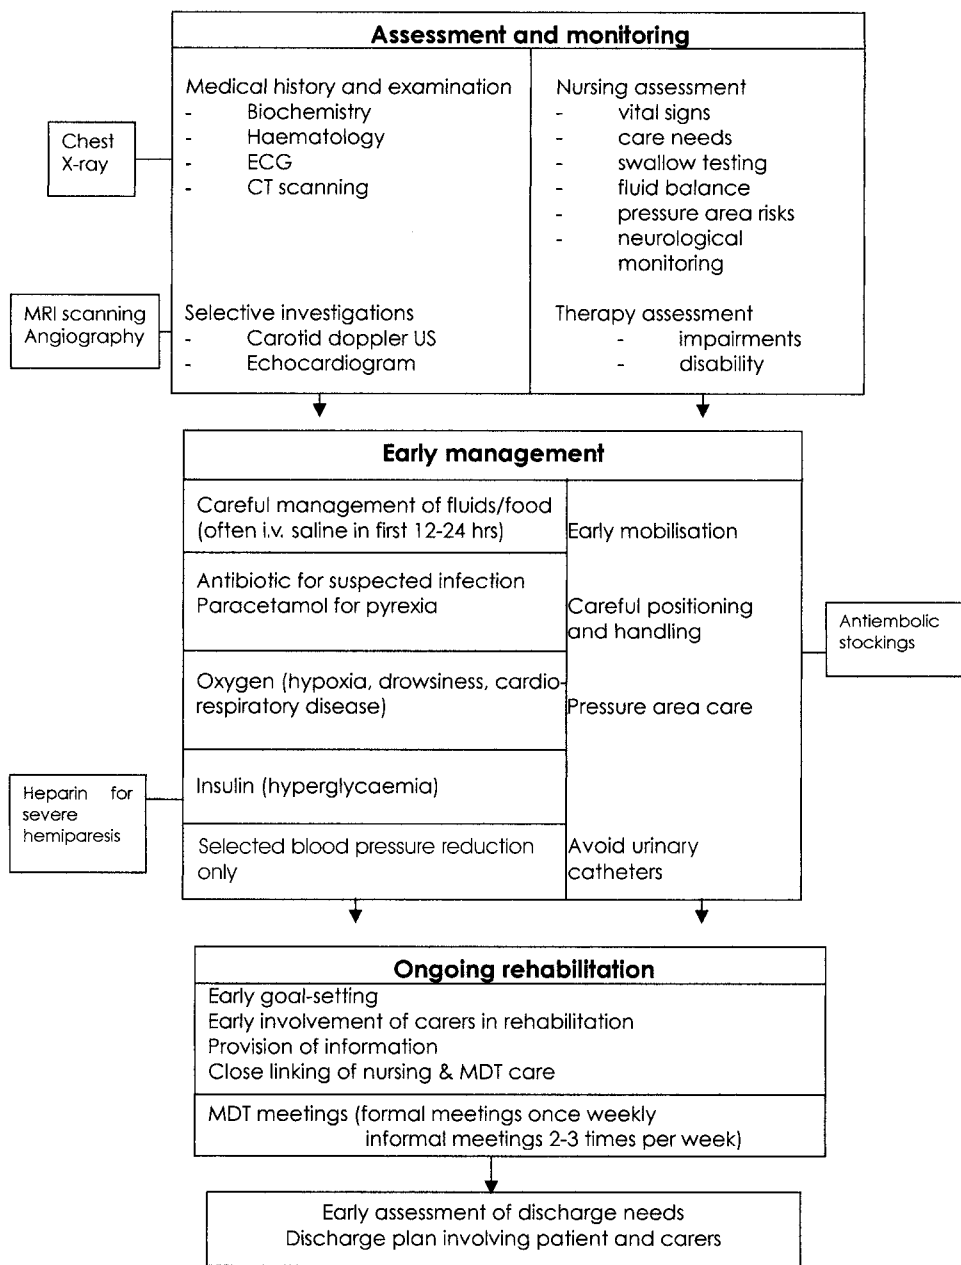 Assessment and monitoring
Medical history and examination
- Biochemistry
- Haematology
- ECG
- CT scanning
Chest
X-ray
Selective investigations
- Carotid doppler US
- Echocardiogram
MRI scanning
Angiography
Nursing assessment
- vital signs
- care needs
- swallow testing
- fluid balance
- pressure area risks
- neurological
monitoring
Therapy assessment
- impairments
- disability
Early management
Careful management of fluids/food
(often i.v. saline in first 12-24 hrs)
Antibiotic for suspected infection
Paracetamol for pyrexia
Oxygen (hypoxia, drowsiness, cardio-
respiratory disease)
Insulin (hyperglycaemia)
Selected blood pressure reduction
only
Heparin for
severe
hemiparesis
Early mobilisation
Careful positioning
and handling
Pressure area care
Avoid urinary
catheters
Antiembolic
stockings
Ongoing rehabilitation
Early goal-setting
Early involvement of carers in rehabilitation
Provision of information
Close linking of nursing & MDT care
MDT meetings (formal meetings once weekly
informal meetings 2-3 times per week)
Early assessment of discharge needs
Discharge plan involving patient and carers